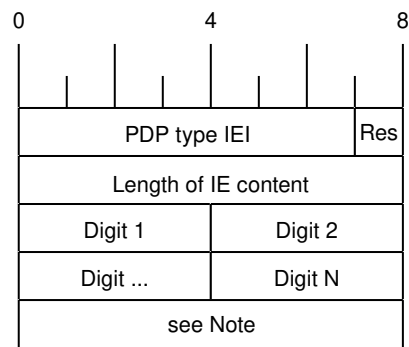 0 4 8
PDP type IEI Res
Length of IE content
Digit 1 Digit 2
Digit ... Digit N
see Note